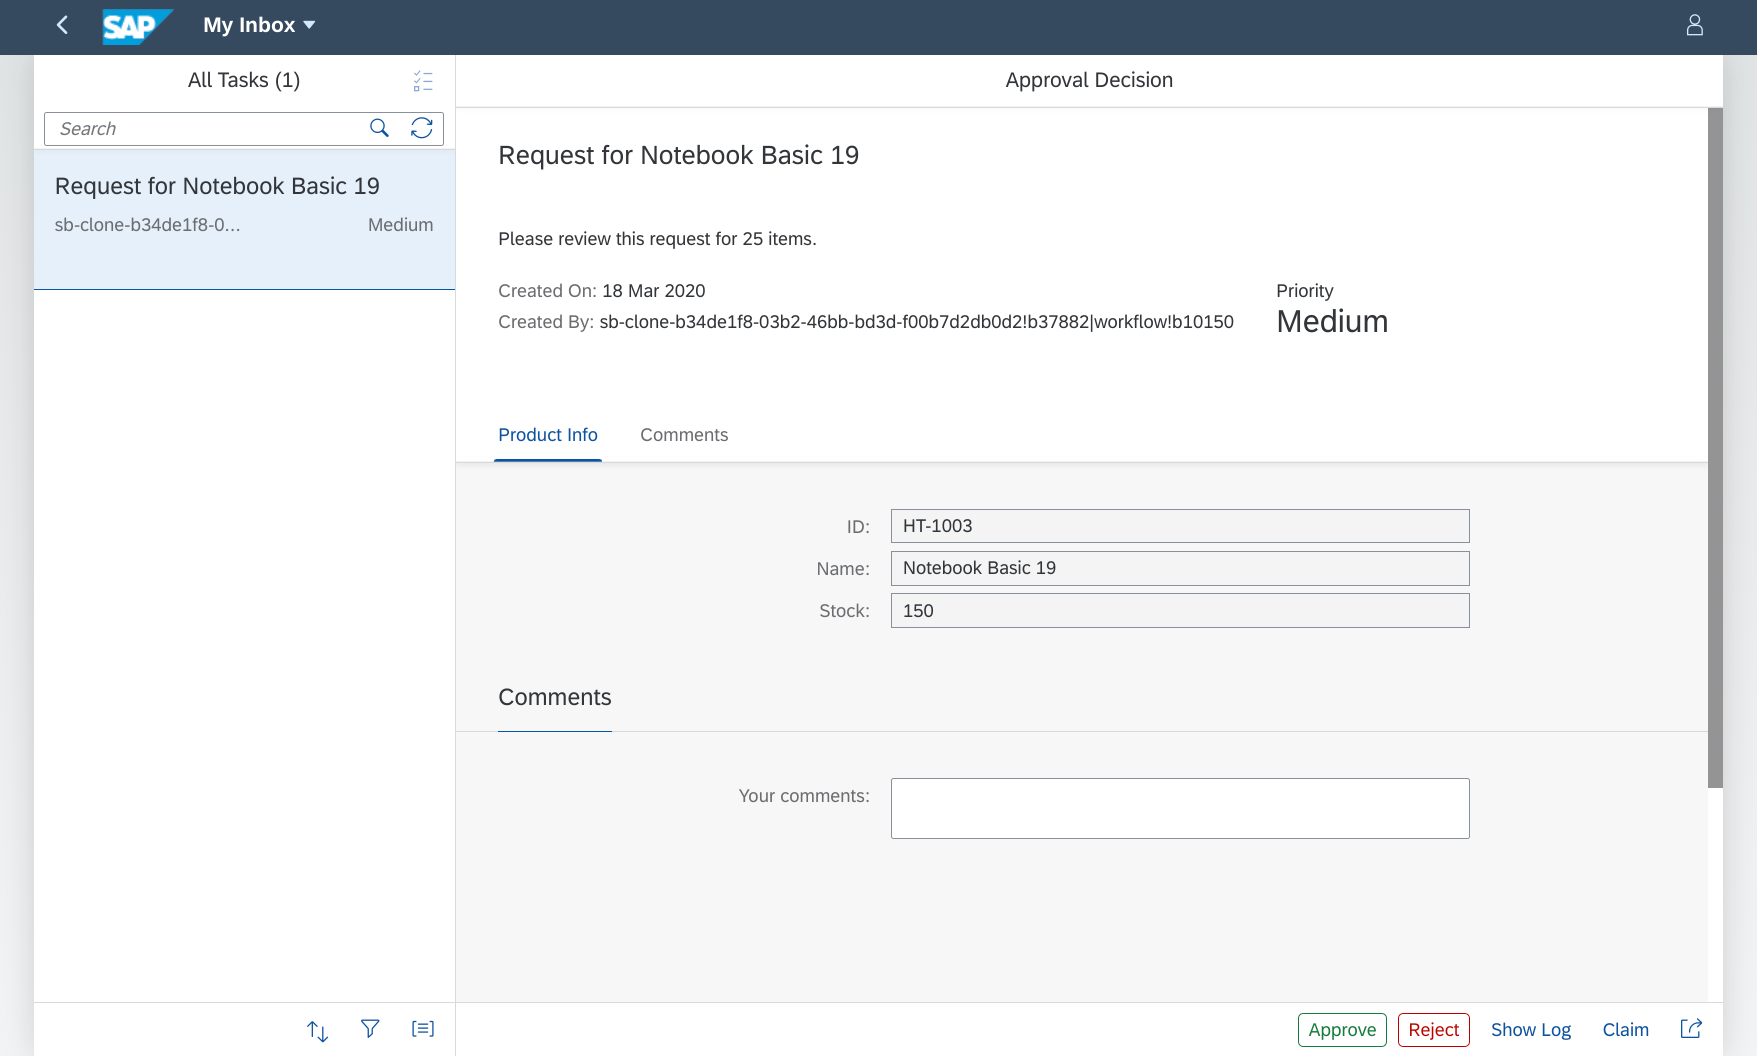 SAP
My Inbox
All Tasks (1)
Search
Request for Notebook Basic 19
sb-clone-b34de1f8-0...
Medium
Approval Decision
Request for Notebook Basic 19
Please review this request for 25 items.
Created On: 18 Mar 2020
Created By: sb-clone-b34de1f8-03b2-46bb-bd3d-f00b7d2db0d2!b37882|workflow!b10150
Priority
Medium
Product Info
Comments
ID: HT-1003
Name: Notebook Basic 19
Stock: 150
Comments
Your comments:
Approve
Reject
Show Log
Claim